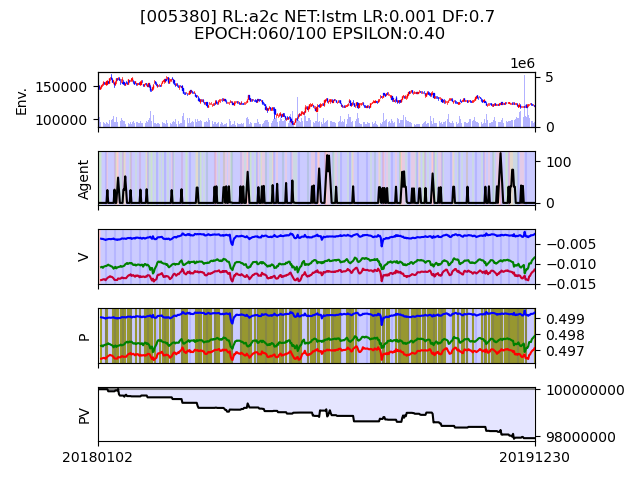 [005380] RL:a2c NET:lstm LR:0.001 DF:0.7
EPOCH:060/100 EPSILON:0.40
1e6
Env.
150000
100000
5
0
Agent
100
0
V
−0.005
−0.010
−0.015
P
0.499
0.498
0.497
PV
100000000
98000000
20180102
20191230